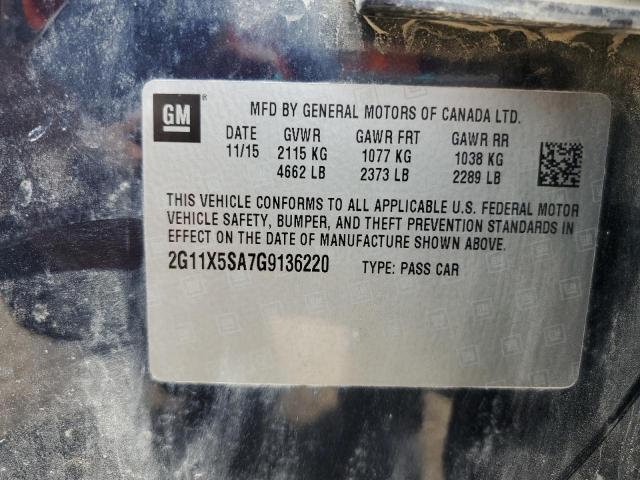 GM
MFD BY GENERAL MOTORS OF CANADA LTD.
DATE GVWR GAWR FRT GAWR RR
11/15 2115 KG 1077 KG 1038 KG
4662 LB 2373 LB 2289 LB
THIS VEHICLE CONFORMS TO ALL APPLICABLE U.S. FEDERAL MOTOR
VEHICLE SAFETY, BUMPER, AND THEFT PREVENTION STANDARDS IN
EFFECT ON THE DATE OF MANUFACTURE SHOWN ABOVE.
2G11X5SA7G9136220 TYPE: PASS CAR